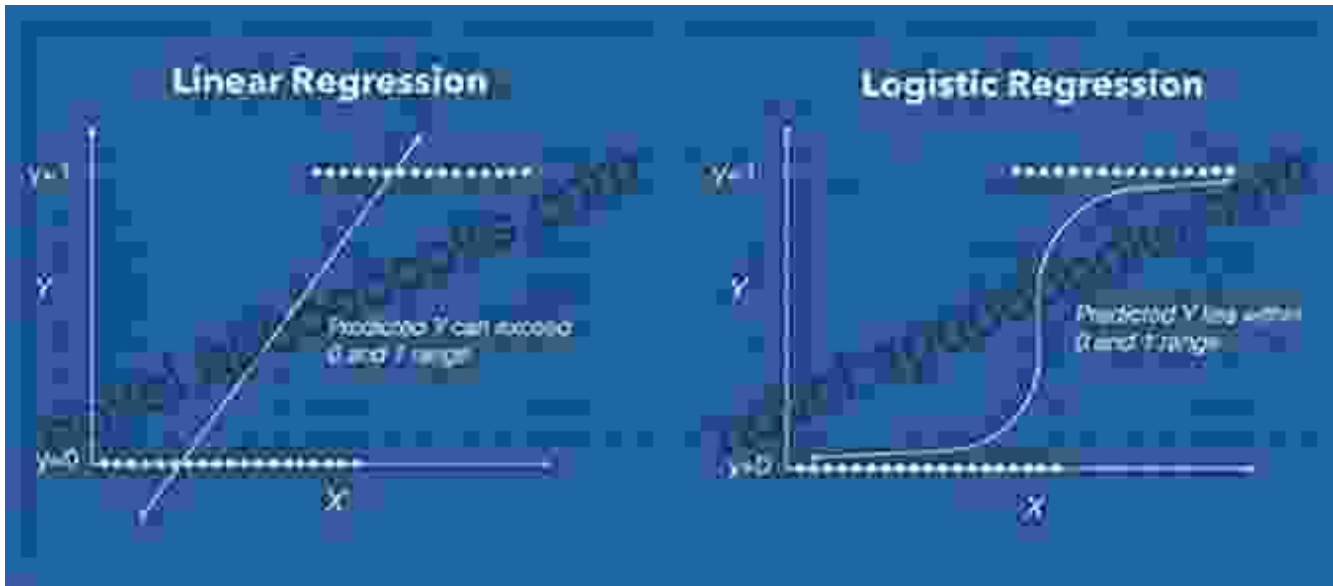 Linear Regression
y=1
Y
Predicted Y can exceed
0 and 1 range
y=0
X
Logistic Regression
y=1
Y
Predicted Y lies within
0 and 1 range
y=0
X